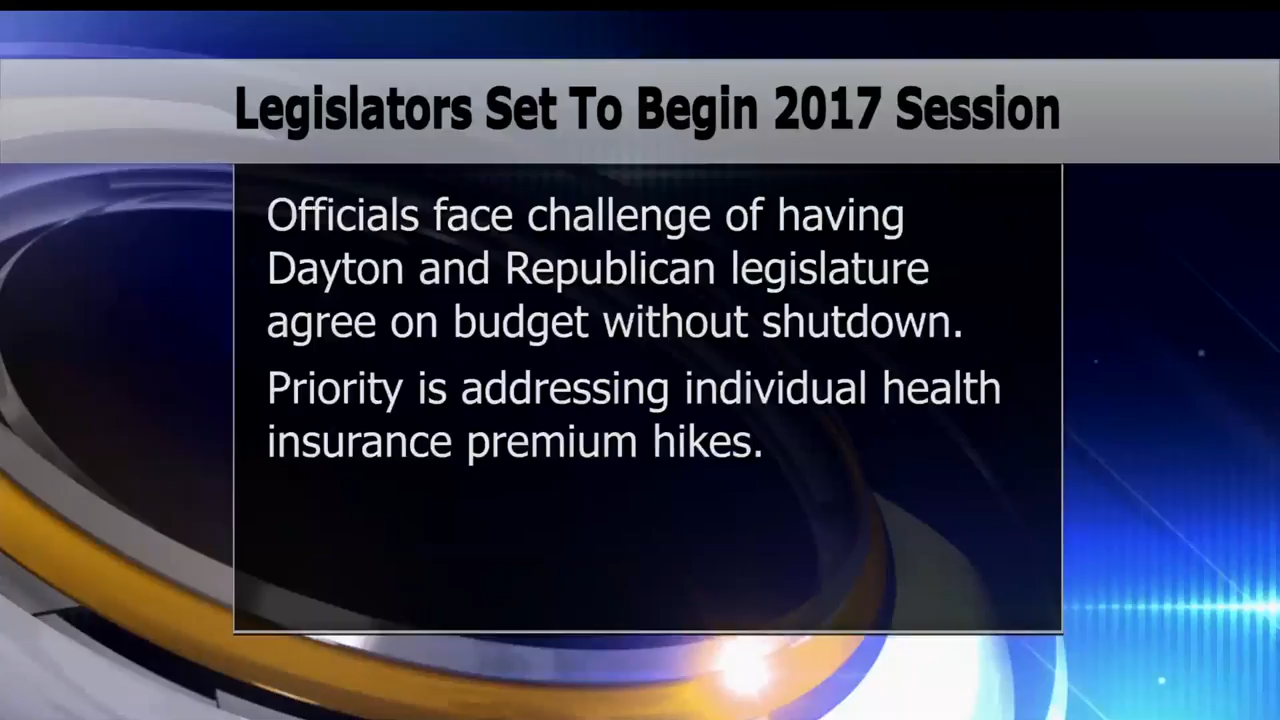 Legislators Set To Begin 2017 Session
Officials face challenge of having
Dayton and Republican legislature
agree on budget without shutdown.
Priority is addressing individual health
insurance premium hikes.